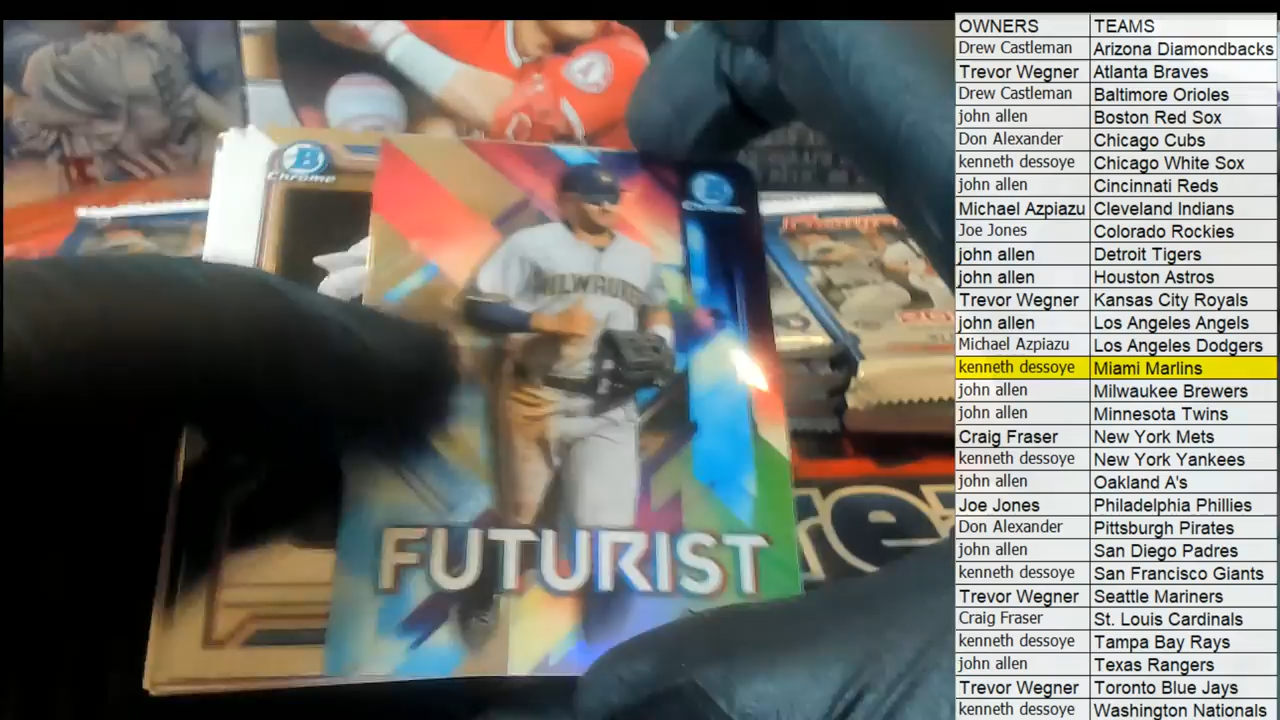 B
Chrome
B
Chrome
MILWAUKEE
FUTURIST
OWNERS TEAMS
Drew Castleman Arizona Diamondbacks
Trevor Wegner Atlanta Braves
Drew Castleman Baltimore Orioles
john allen Boston Red Sox
Don Alexander Chicago Cubs
kenneth dessoye Chicago White Sox
john allen Cincinnati Reds
Michael Azpiazu Cleveland Indians
Joe Jones Colorado Rockies
john allen Detroit Tigers
john allen Houston Astros
Trevor Wegner Kansas City Royals
john allen Los Angeles Angels
Michael Azpiazu Los Angeles Dodgers
kenneth dessoye Miami Marlins
john allen Milwaukee Brewers
john allen Minnesota Twins
Craig Fraser New York Mets
kenneth dessoye New York Yankees
john allen Oakland A's
Joe Jones Philadelphia Phillies
Don Alexander Pittsburgh Pirates
john allen San Diego Padres
kenneth dessoye San Francisco Giants
Trevor Wegner Seattle Mariners
Craig Fraser St. Louis Cardinals
kenneth dessoye Tampa Bay Rays
john allen Texas Rangers
Trevor Wegner Toronto Blue Jays
kenneth dessoye Washington Nationals